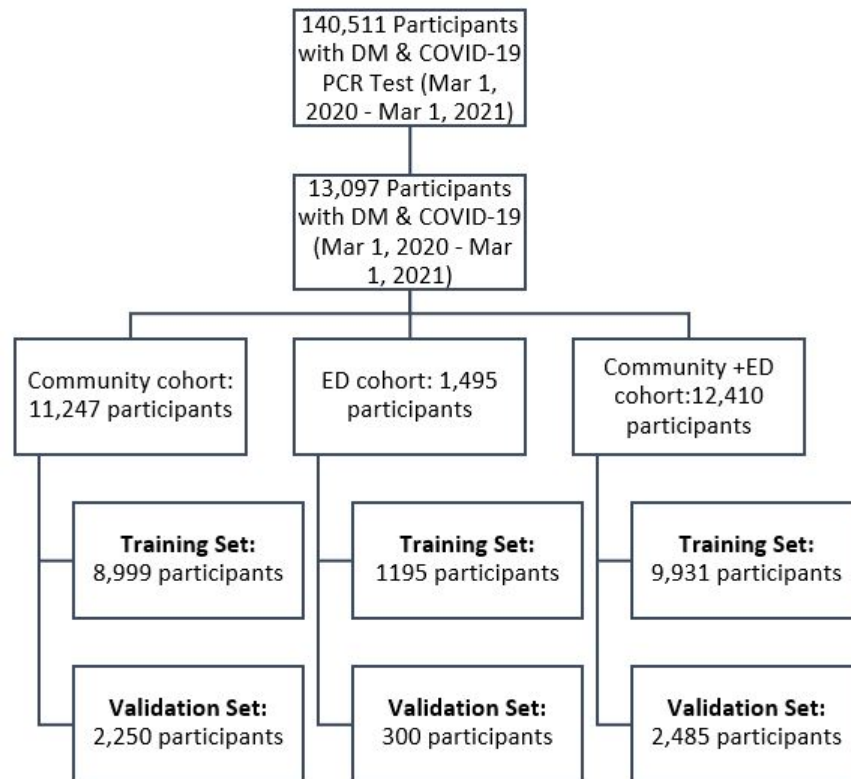 140,511 Participants
with DM & COVID-19
PCR Test (Mar 1,
2020 - Mar 1, 2021)
13,097 Participants
with DM & COVID-19
(Mar 1, 2020 - Mar
1, 2021)
Community cohort:
11,247 participants
ED cohort: 1,495
participants
Community +ED
cohort:12,410
participants
Training Set:
8,999 participants
Training Set:
1195 participants
Training Set:
9,931 participants
Validation Set:
2,250 participants
Validation Set:
300 participants
Validation Set:
2,485 participants